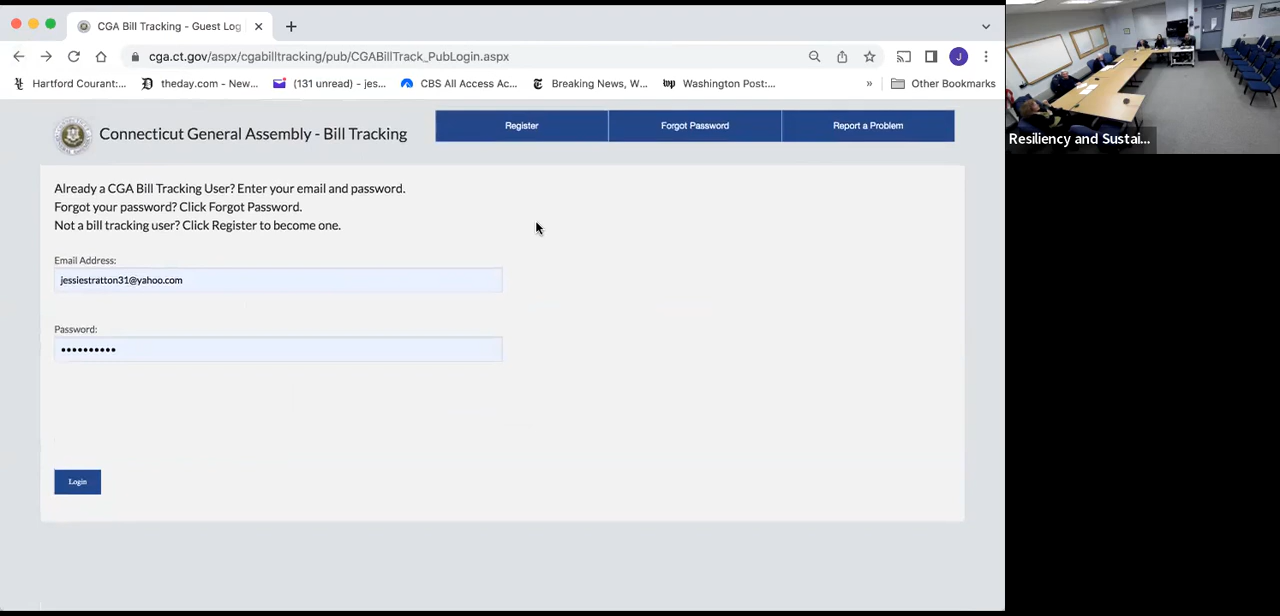 CGA Bill Tracking - Guest Log
cga.ct.gov/aspx/cgabilltracking/pub/CGABillTrack_PubLogin.aspx
J
Hartford Courant:...
theday.com - New...
(131 unread) - jes...
CBS All Access Ac...
Breaking News, W...
Washington Post:...
»
Other Bookmarks
Connecticut General Assembly - Bill Tracking
Register
Forgot Password
Report a Problem
Already a CGA Bill Tracking User? Enter your email and password.
Forgot your password? Click Forgot Password.
Not a bill tracking user? Click Register to become one.
Email Address:
jessiestratton31@yahoo.com
Password:
••••••••••
Login
Resiliency and Sustai...